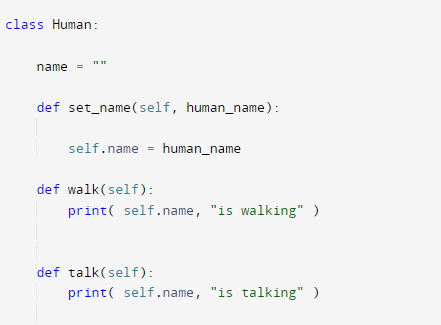 class Human:
name = ""
def set_name(self, human_name):
self.name = human_name
def walk(self):
print( self.name, "is walking" )
def talk(self):
print( self.name, "is talking" )